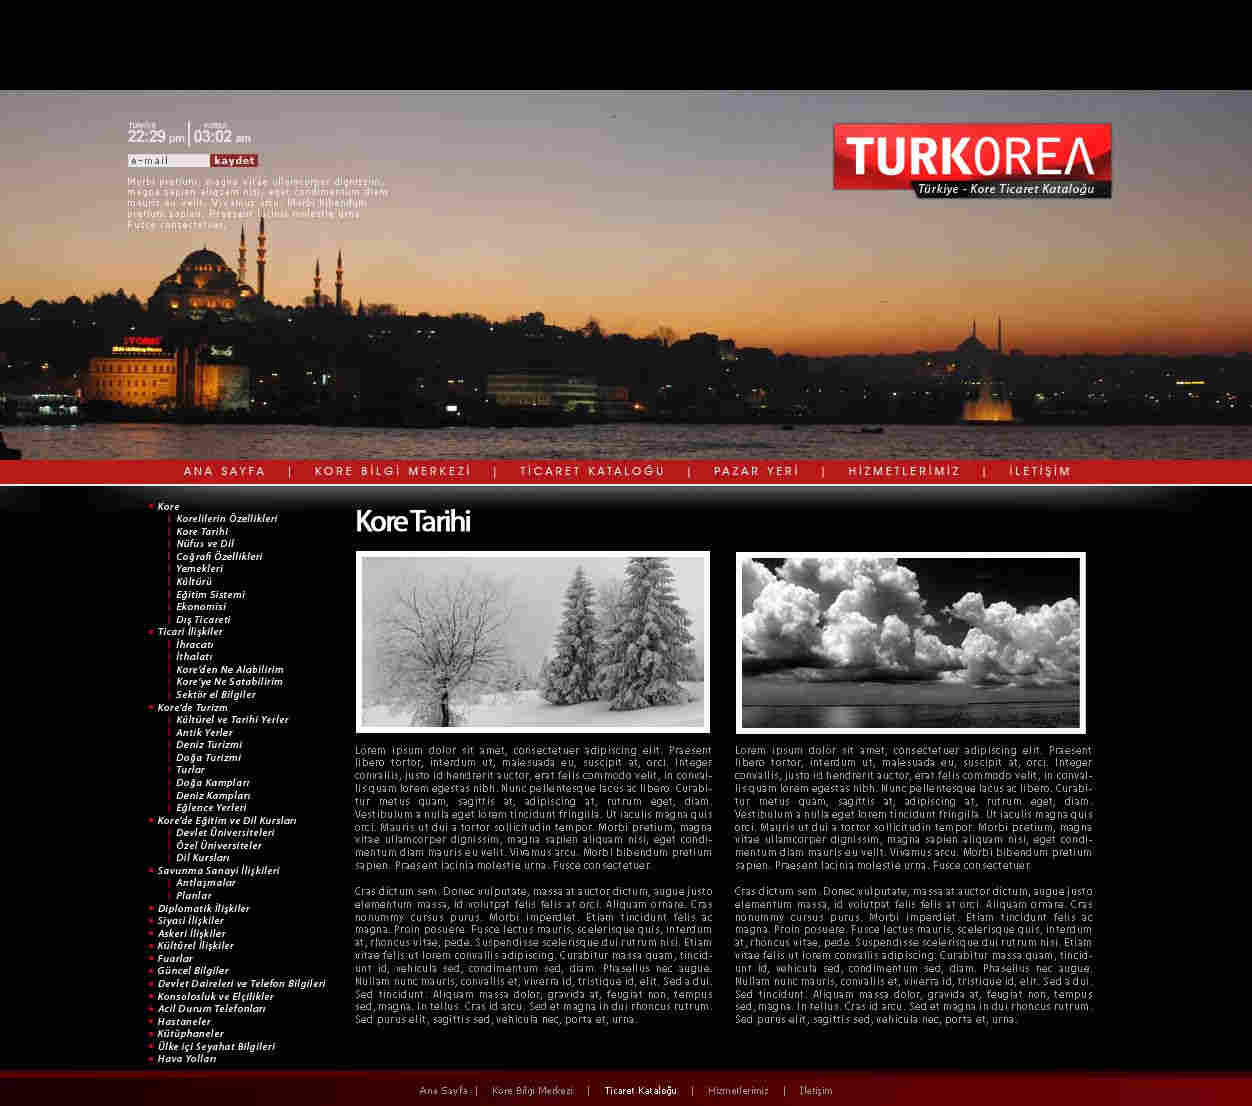 TÜRKİYE
22:29 pm 03:02 am
e-mail kaydet
Morbi pretium, magna vitae ullamcorper dignissim,
magna sapien aliquam nisi, eget condimentum diam
mauris eu velit. Vivamus arcu. Morbi bibendum
pretium sapien. Praesent lacinia molestie urna.
Fusce consectetuer.
TURKOREA
Türkiye - Kore Ticaret Kataloğu
ANA SAYFA | KORE BİLGİ MERKEZİ | TİCARET KATALOĞU | PAZAR YERİ | HİZMETLERİMİZ | İLETİŞİM
Kore
Korelilerin Özellikleri
Kore Tarihi
Nüfus ve Dil
Coğrafi Özellikleri
Yemekleri
Kültürü
Eğitim Sistemi
Ekonomisi
Dış Ticareti
Ticari İlişkiler
İhracatı
İthalatı
Kore'den Ne Alabilirim
Kore'ye Ne Satabilirim
Sektör el Bilgiler
Kore'de Turizm
Kültürel ve Tarihi Yerler
Antik Yerler
Deniz Turizmi
Doğa Turizmi
Turlar
Doğa Kampları
Deniz Kampları
Eğlence Yerleri
Kore'de Eğitim ve Dil Kursları
Devlet Üniversiteleri
Özel Üniversiteler
Dil Kursları
Savunma Sanayi İlişkileri
Antlaşmalar
Planlar
Diplomatik İlişkiler
Siyasi İlişkiler
Askeri İlişkiler
Kültürel İlişkiler
Fuarlar
Güncel Bilgiler
Devlet Daireleri ve Telefon Bilgileri
Konsolosluk ve Elçilikler
Acil Durum Telefonları
Hastaneler
Kütüphaneler
Ülke içi Seyahat Bilgileri
Hava Yolları
Kore Tarihi
Lorem ipsum dolor sit amet, consectetuer adipiscing elit. Praesent
libero tortor, interdum ut, malesuada eu, suscipit at, orci. Integer
convallis, justo id hendrerit auctor, erat felis commodo velit, in conval-
lis quam lorem egestas nibh. Nunc pellentesque lacus ac libero. Curabi-
tur metus quam, sagittis at, adipiscing at, rutrum eget, diam.
Vestibulum a nulla eget lorem tincidunt fringilla. Ut iaculis magna quis
orci. Mauris ut dui a tortor sollicitudin tempor. Morbi pretium, magna
vitae ullamcorper dignissim, magna sapien aliquam nisi, eget condi-
mentum diam mauris eu velit. Vivamus arcu. Morbi bibendum pretium
sapien. Praesent lacinia molestie urna. Fusce consectetuer.
Cras dictum sem. Donec vulputate, massa at auctor dictum, augue justo
elementum massa, id volutpat felis felis at orci. Aliquam ornare. Cras
nonummy cursus purus. Morbi imperdiet. Etiam tincidunt felis ac
magna. Proin posuere. Fusce lectus mauris, scelerisque quis, interdum
at, rhoncus vitae, pede. Suspendisse scelerisque dui rutrum nisi. Etiam
vitae felis ut lorem convallis adipiscing. Curabitur massa quam, tincid-
unt id, vehicula sed, condimentum sed, diam. Phasellus nec augue.
Nullam nunc mauris, convallis et, viverra id, tristique id, elit. Sed a dui.
Sed tincidunt. Aliquam massa dolor, gravida at, feugiat non, tempus
sed, magna. In tellus. Cras id arcu. Sed et magna in dui rhoncus rutrum.
Sed purus elit, sagittis sed, vehicula nec, porta et, urna.
Lorem ipsum dolor sit amet, consectetuer adipiscing elit. Praesent
libero tortor, interdum ut, malesuada eu, suscipit at, orci. Integer
convallis, justo id hendrerit auctor, erat felis commodo velit, in conval-
lis quam lorem egestas nibh. Nunc pellentesque lacus ac libero. Curabi-
tur metus quam, sagittis at, adipiscing at, rutrum eget, diam.
Vestibulum a nulla eget lorem tincidunt fringilla. Ut iaculis magna quis
orci. Mauris ut dui a tortor sollicitudin tempor. Morbi pretium, magna
vitae ullamcorper dignissim, magna sapien aliquam nisi, eget condi-
mentum diam mauris eu velit. Vivamus arcu. Morbi bibendum pretium
sapien. Praesent lacinia molestie urna. Fusce consectetuer.
Cras dictum sem. Donec vulputate, massa at auctor dictum, augue justo
elementum massa, id volutpat felis felis at orci. Aliquam ornare. Cras
nonummy cursus purus. Morbi imperdiet. Etiam tincidunt felis ac
magna. Proin posuere. Fusce lectus mauris, scelerisque quis, interdum
at, rhoncus vitae, pede. Suspendisse scelerisque dui rutrum nisi. Etiam
vitae felis ut lorem convallis adipiscing. Curabitur massa quam, tincid-
unt id, vehicula sed, condimentum sed, diam. Phasellus nec augue.
Nullam nunc mauris, convallis et, viverra id, tristique id, elit. Sed a dui.
Sed tincidunt. Aliquam massa dolor, gravida at, feugiat non, tempus
sed, magna. In tellus. Cras id arcu. Sed et magna in dui rhoncus rutrum.
Sed purus elit, sagittis sed, vehicula nec, porta et, urna.
Ana Sayfa | Kore Bilgi Merkezi | Ticaret Kataloğu | Hizmetlerimiz | İletişim